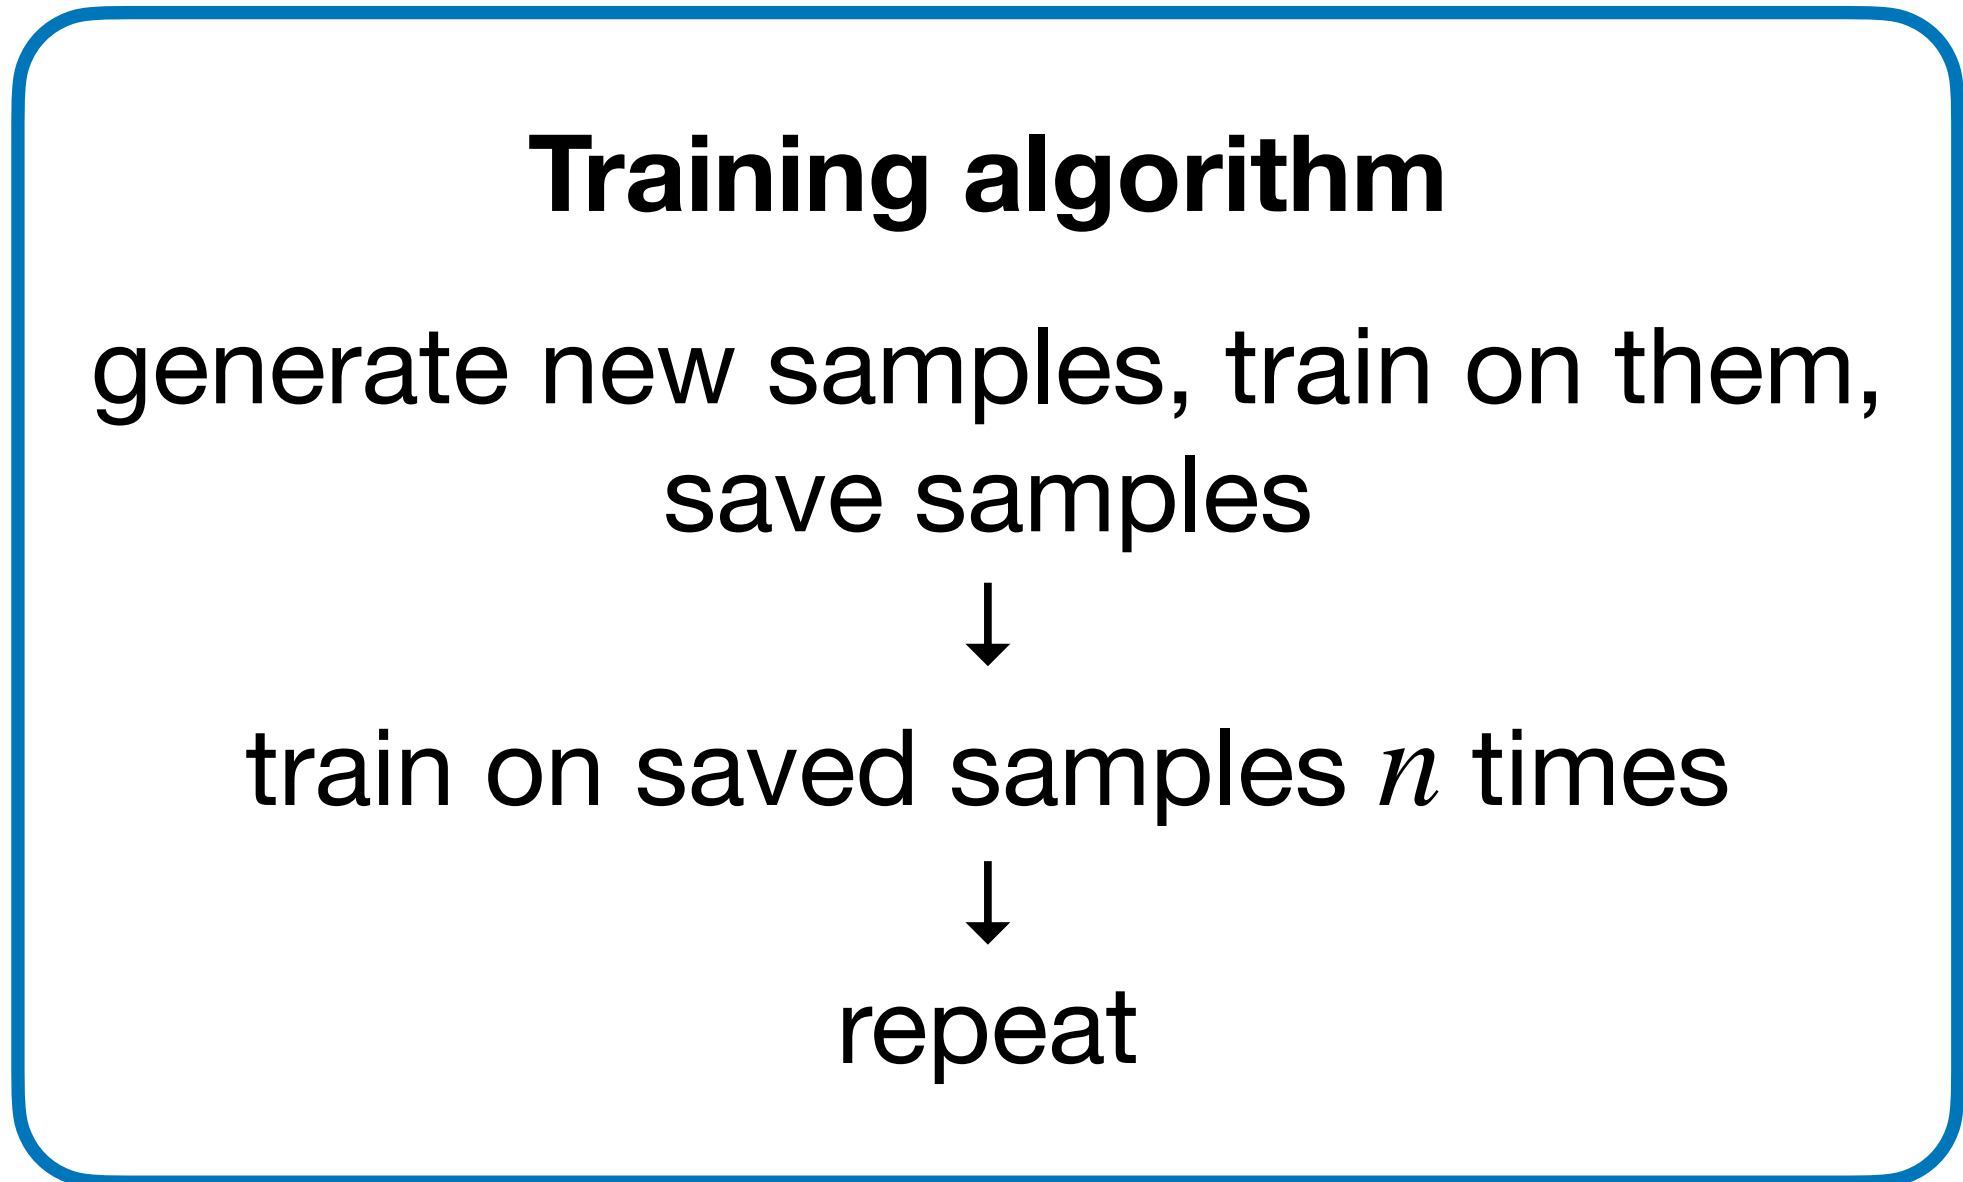 Training algorithm
generate new samples, train on them,
save samples
↓
train on saved samples n times
↓
repeat